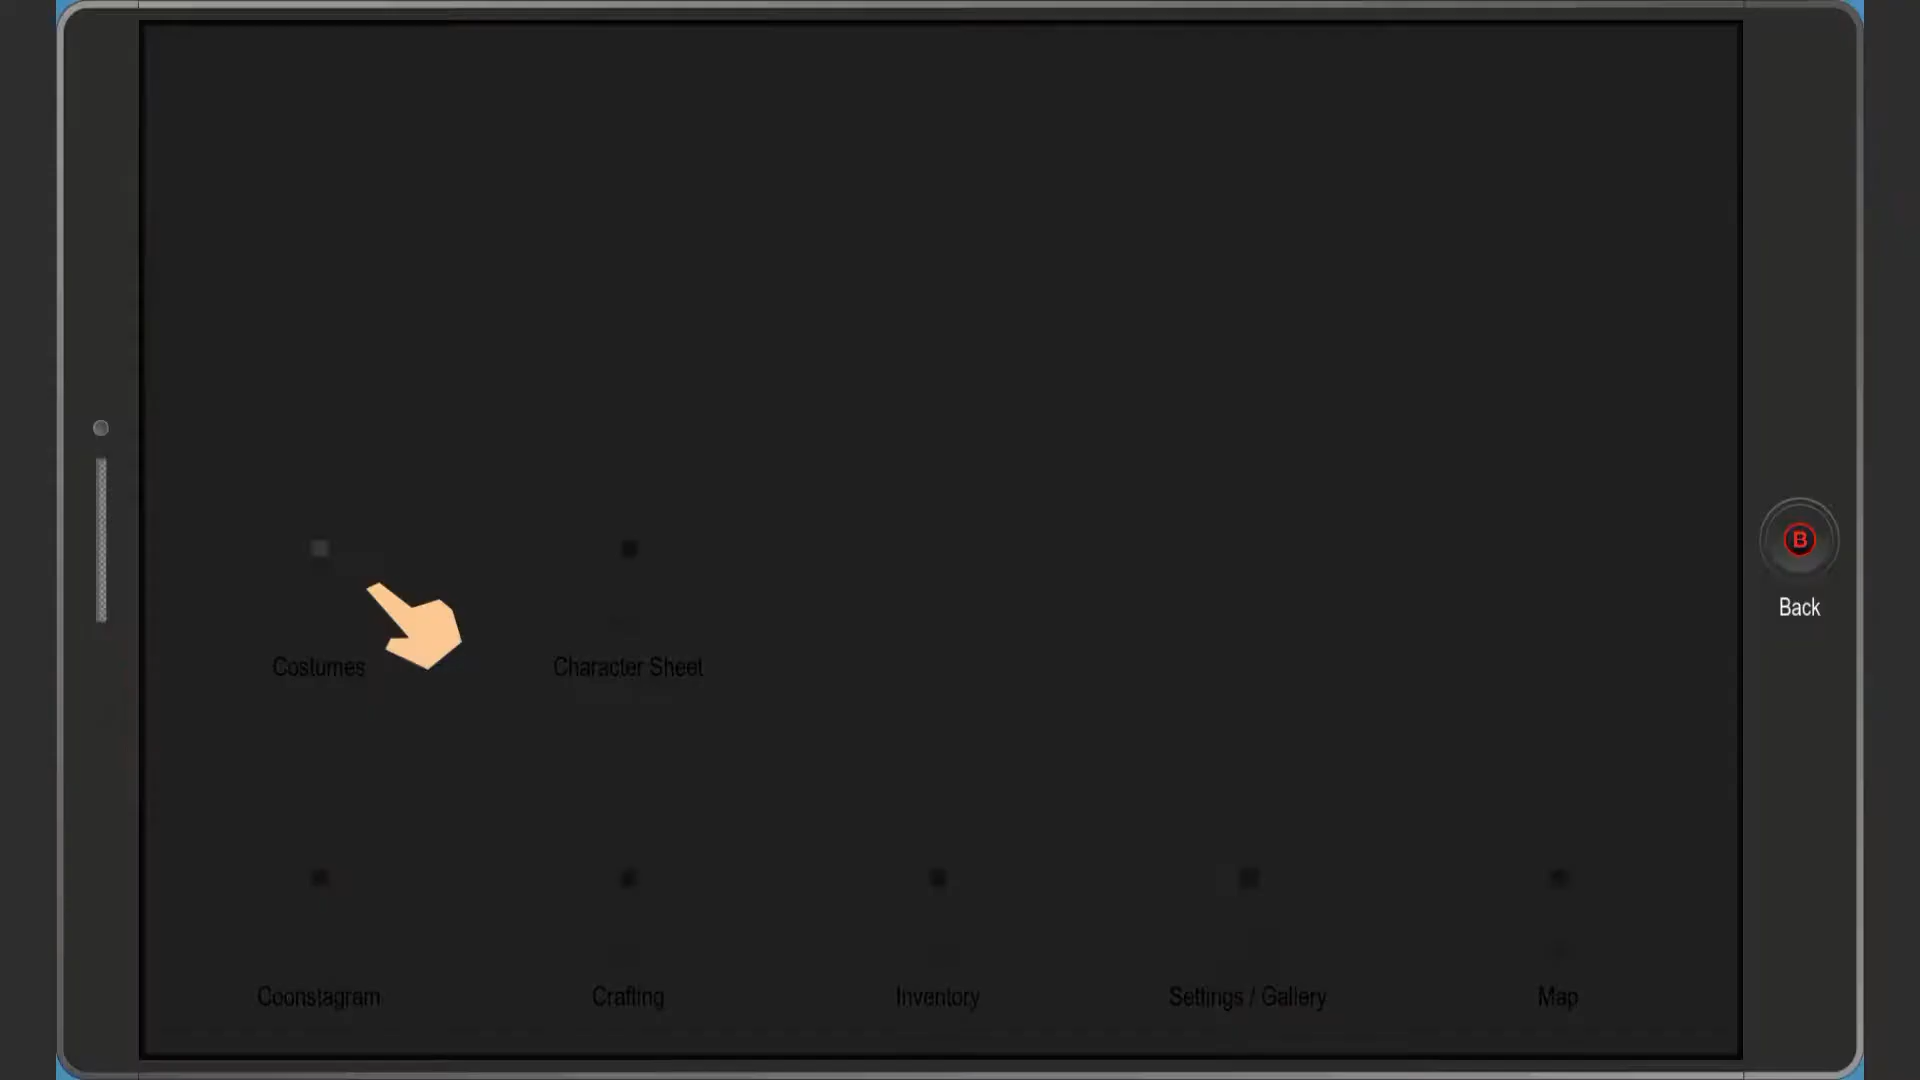 B
Back
Costumes
Character Sheet
Coonstagram
Crafting
Inventory
Settings / Gallery
Map